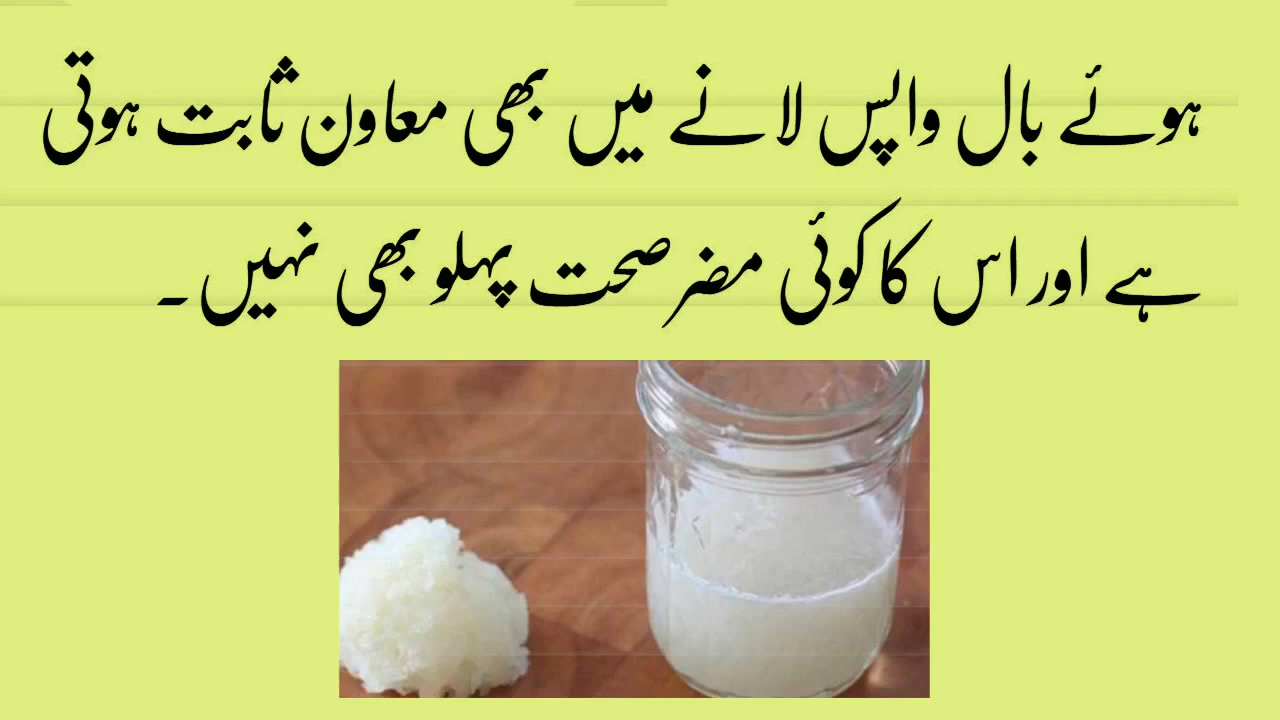 ہوئے بال واپس لانے میں بھی معاون ثابت ہوتی
ہے اور اس کا کوئی مضر صحت پہلو بھی نہیں۔